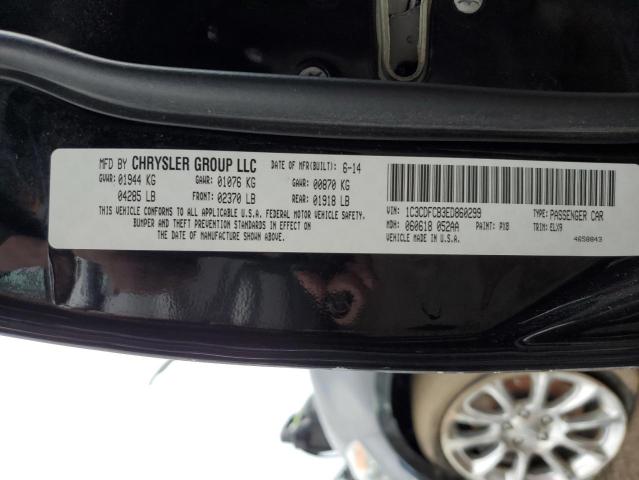 MFD BY CHRYSLER GROUP LLC DATE OF MFR(BUILT): 6-14
GVWR: 01944 KG GAWR: 01076 KG GAWR: 00870 KG
04285 LB FRONT: 02370 LB REAR: 01918 LB
THIS VEHICLE CONFORMS TO ALL APPLICABLE U.S.A. FEDERAL MOTOR VEHICLE SAFETY,
BUMPER AND THEFT PREVENTION STANDARDS IN EFFECT ON
THE DATE OF MANUFACTURE SHOWN ABOVE.
VIN: 1C3CDFCB3ED860299 TYPE: PASSENGER CAR
MDH: 060618 052AA PAINT: PXB TRIM: ELX9
VEHICLE MADE IN U.S.A. 4658843